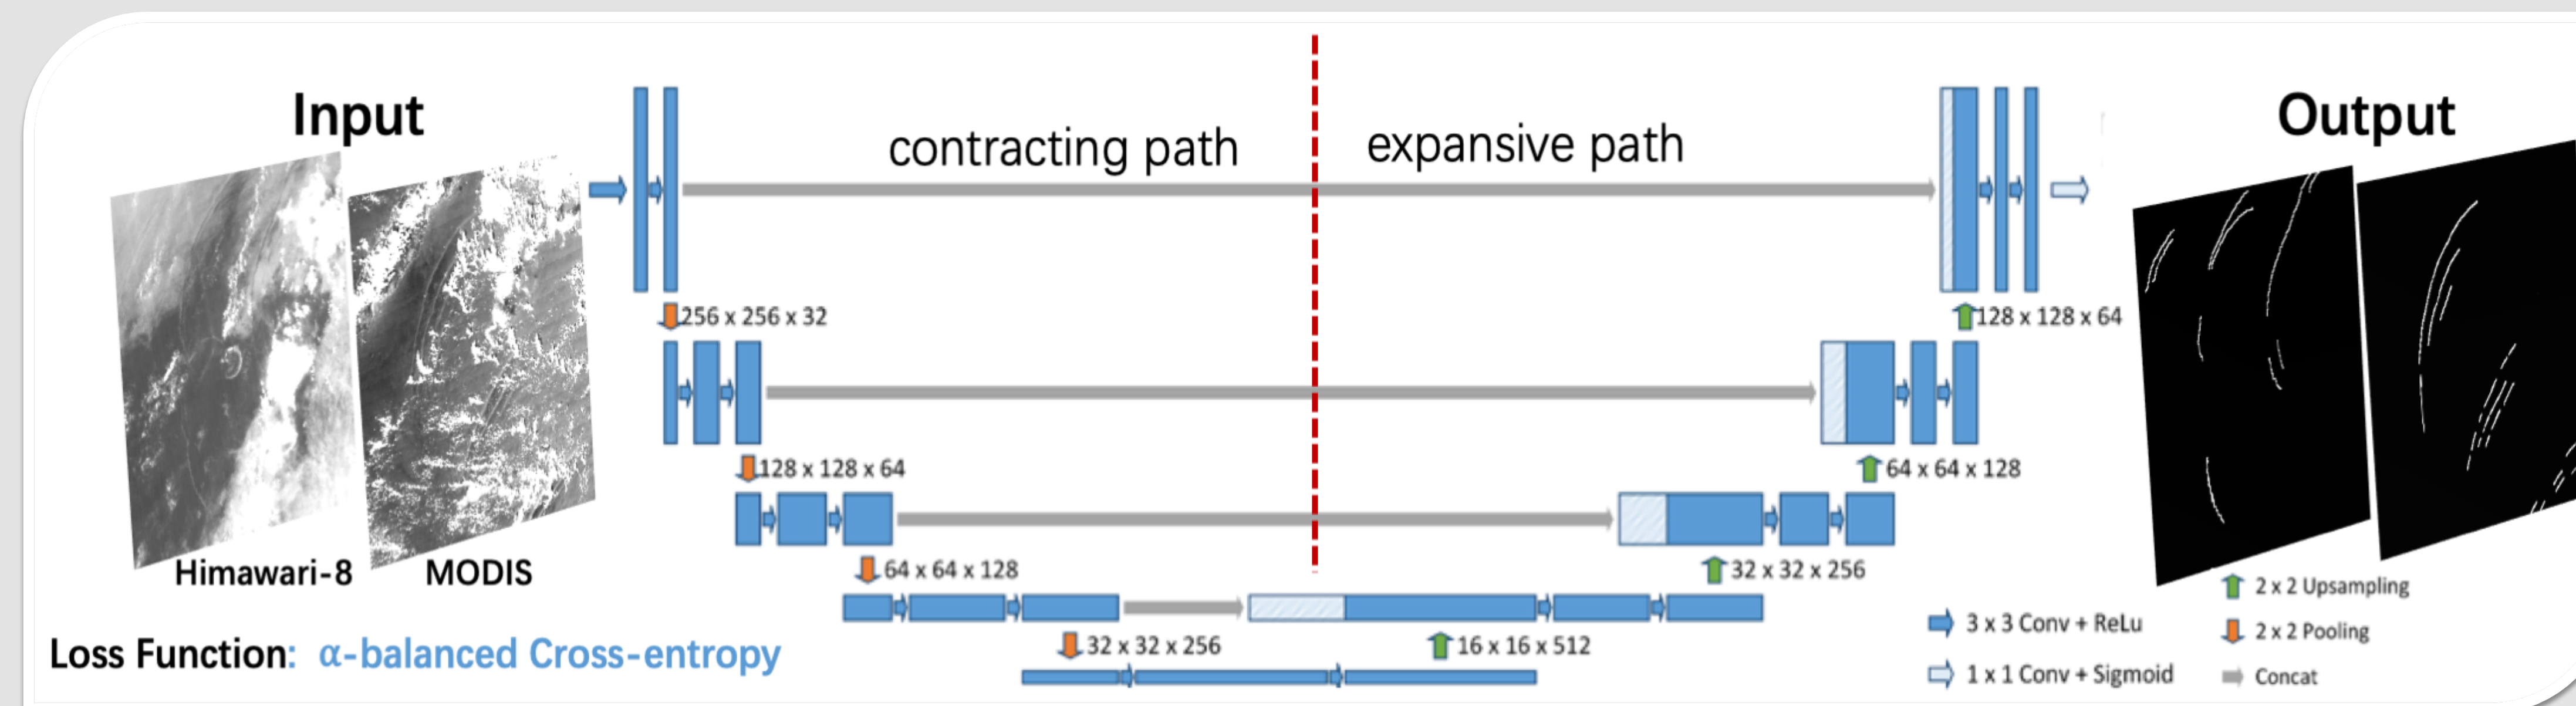 Input
Output
contracting path
expansive path
256 x 256 x 32
128 x 128 x 64
128 x 128 x 64
64 x 64 x 128
64 x 64 x 128
32 x 32 x 256
Himawari-8
MODIS
32 x 32 x 256
16 x 16 x 512
Loss Function: α-balanced Cross-entropy
3 x 3 Conv + ReLu
1 x 1 Conv + Sigmoid
2 x 2 Upsampling
2 x 2 Pooling
Concat